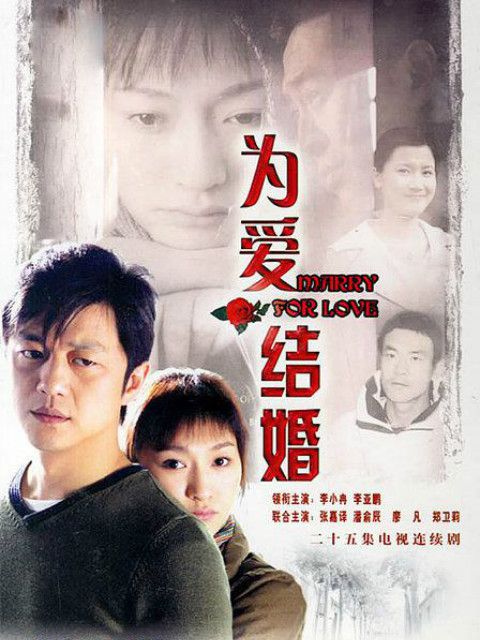 为爱结婚
MARRY
FOR LOVE
领衔主演：李小冉 李亚鹏
联合主演：张嘉译 潘俞辰 廖 凡 郑卫莉
二十五集电视连续剧